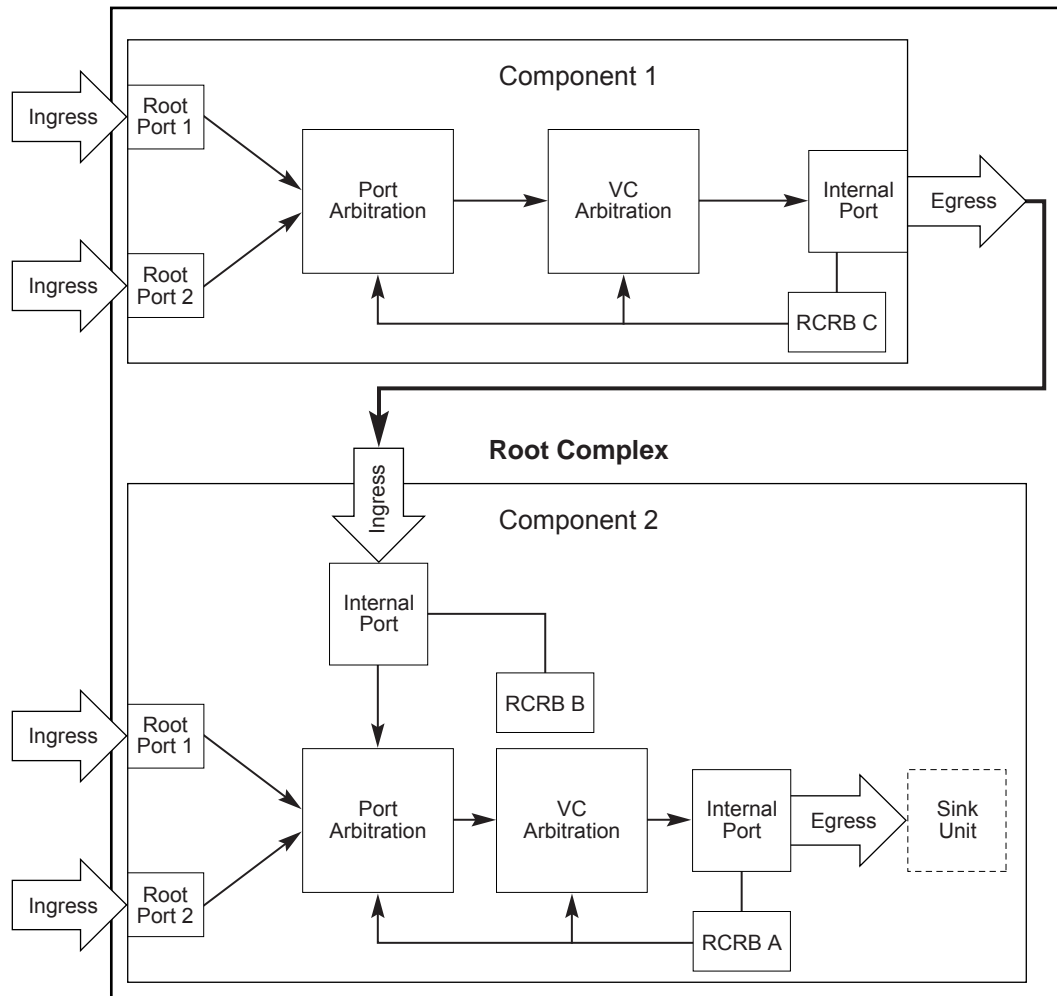 Component 1
Ingress
Root
Port 1
Port
Arbitration
VC
Arbitration
Internal
Port
Egress
Ingress
Root
Port 2
RCRB C
Root Complex
Ingress
Component 2
Internal
Port
RCRB B
Ingress
Root
Port 1
Port
Arbitration
VC
Arbitration
Internal
Port
Egress
Sink
Unit
Ingress
Root
Port 2
RCRB A